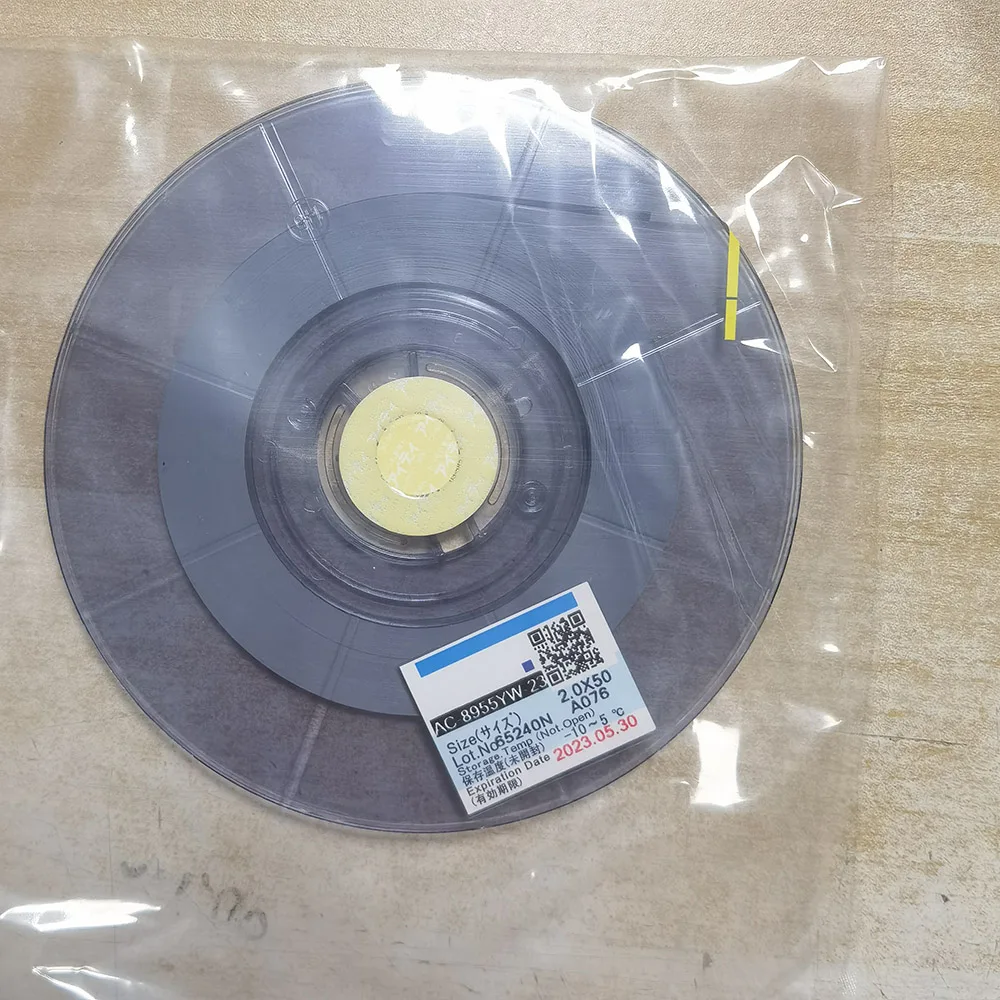 AC-8955YW-23
Size(サイズ) 2.0X50
Lot.No65240N A076
Storage.Temp(Not.Open) -10～5 ℃
保存温度(未開封)
Expiration Date 2023.05.30
(有効期限)